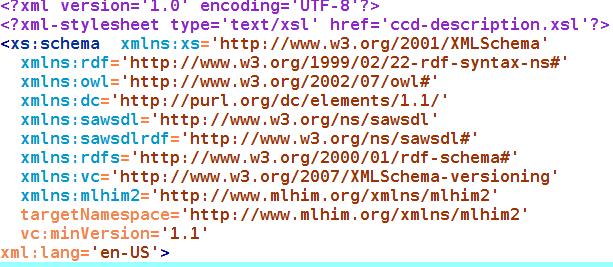 <?xml version='1.0' encoding='UTF-8'?>
<?xml-stylesheet type='text/xsl' href='ccd-description.xsl'?>
<xs:schema  xmlns:xs='http://www.w3.org/2001/XMLSchema'
  xmlns:rdf='http://www.w3.org/1999/02/22-rdf-syntax-ns#'
  xmlns:owl='http://www.w3.org/2002/07/owl#'
  xmlns:dc='http://purl.org/dc/elements/1.1/'
  xmlns:sawsdl='http://www.w3.org/ns/sawsdl'
  xmlns:sawsdlrdf='http://www.w3.org/ns/sawsdl#'
  xmlns:rdfs='http://www.w3.org/2000/01/rdf-schema#'
  xmlns:vc='http://www.w3.org/2007/XMLSchema-versioning'
  xmlns:mlhim2='http://www.mlhim.org/xmlns/mlhim2'
  targetNamespace='http://www.mlhim.org/xmlns/mlhim2'
  vc:minVersion='1.1'
xml:lang='en-US'>